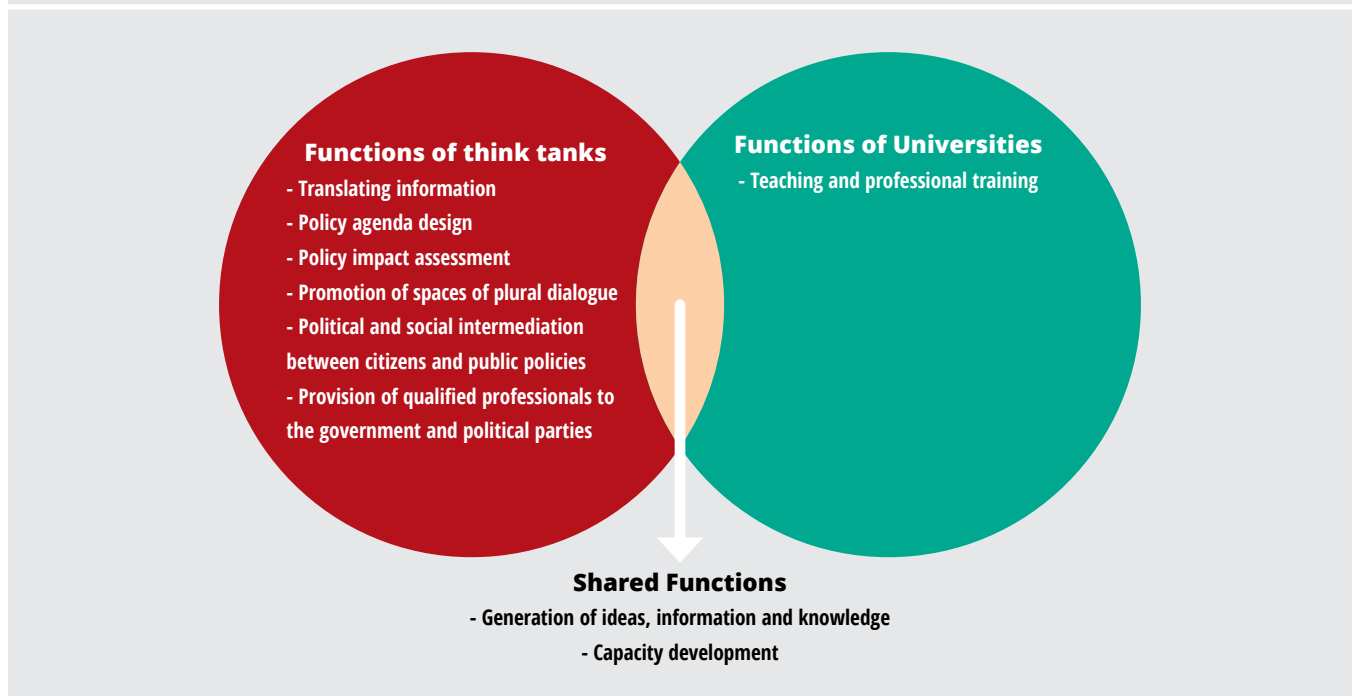 Functions of think tanks
- Translating information
- Policy agenda design
- Policy impact assessment
- Promotion of spaces of plural dialogue
- Political and social intermediation
between citizens and public policies
- Provision of qualified professionals to
the government and political parties
Functions of Universities
- Teaching and professional training
Shared Functions
- Generation of ideas, information and knowledge
- Capacity development